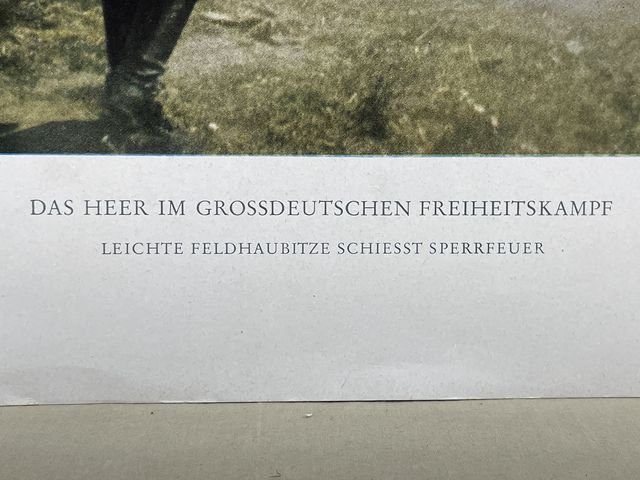 DAS HEER IM GROSSDEUTSCHEN FREIHEITSKAMPF
LEICHTE FELDHAUBITZE SCHIESST SPERRFEUER